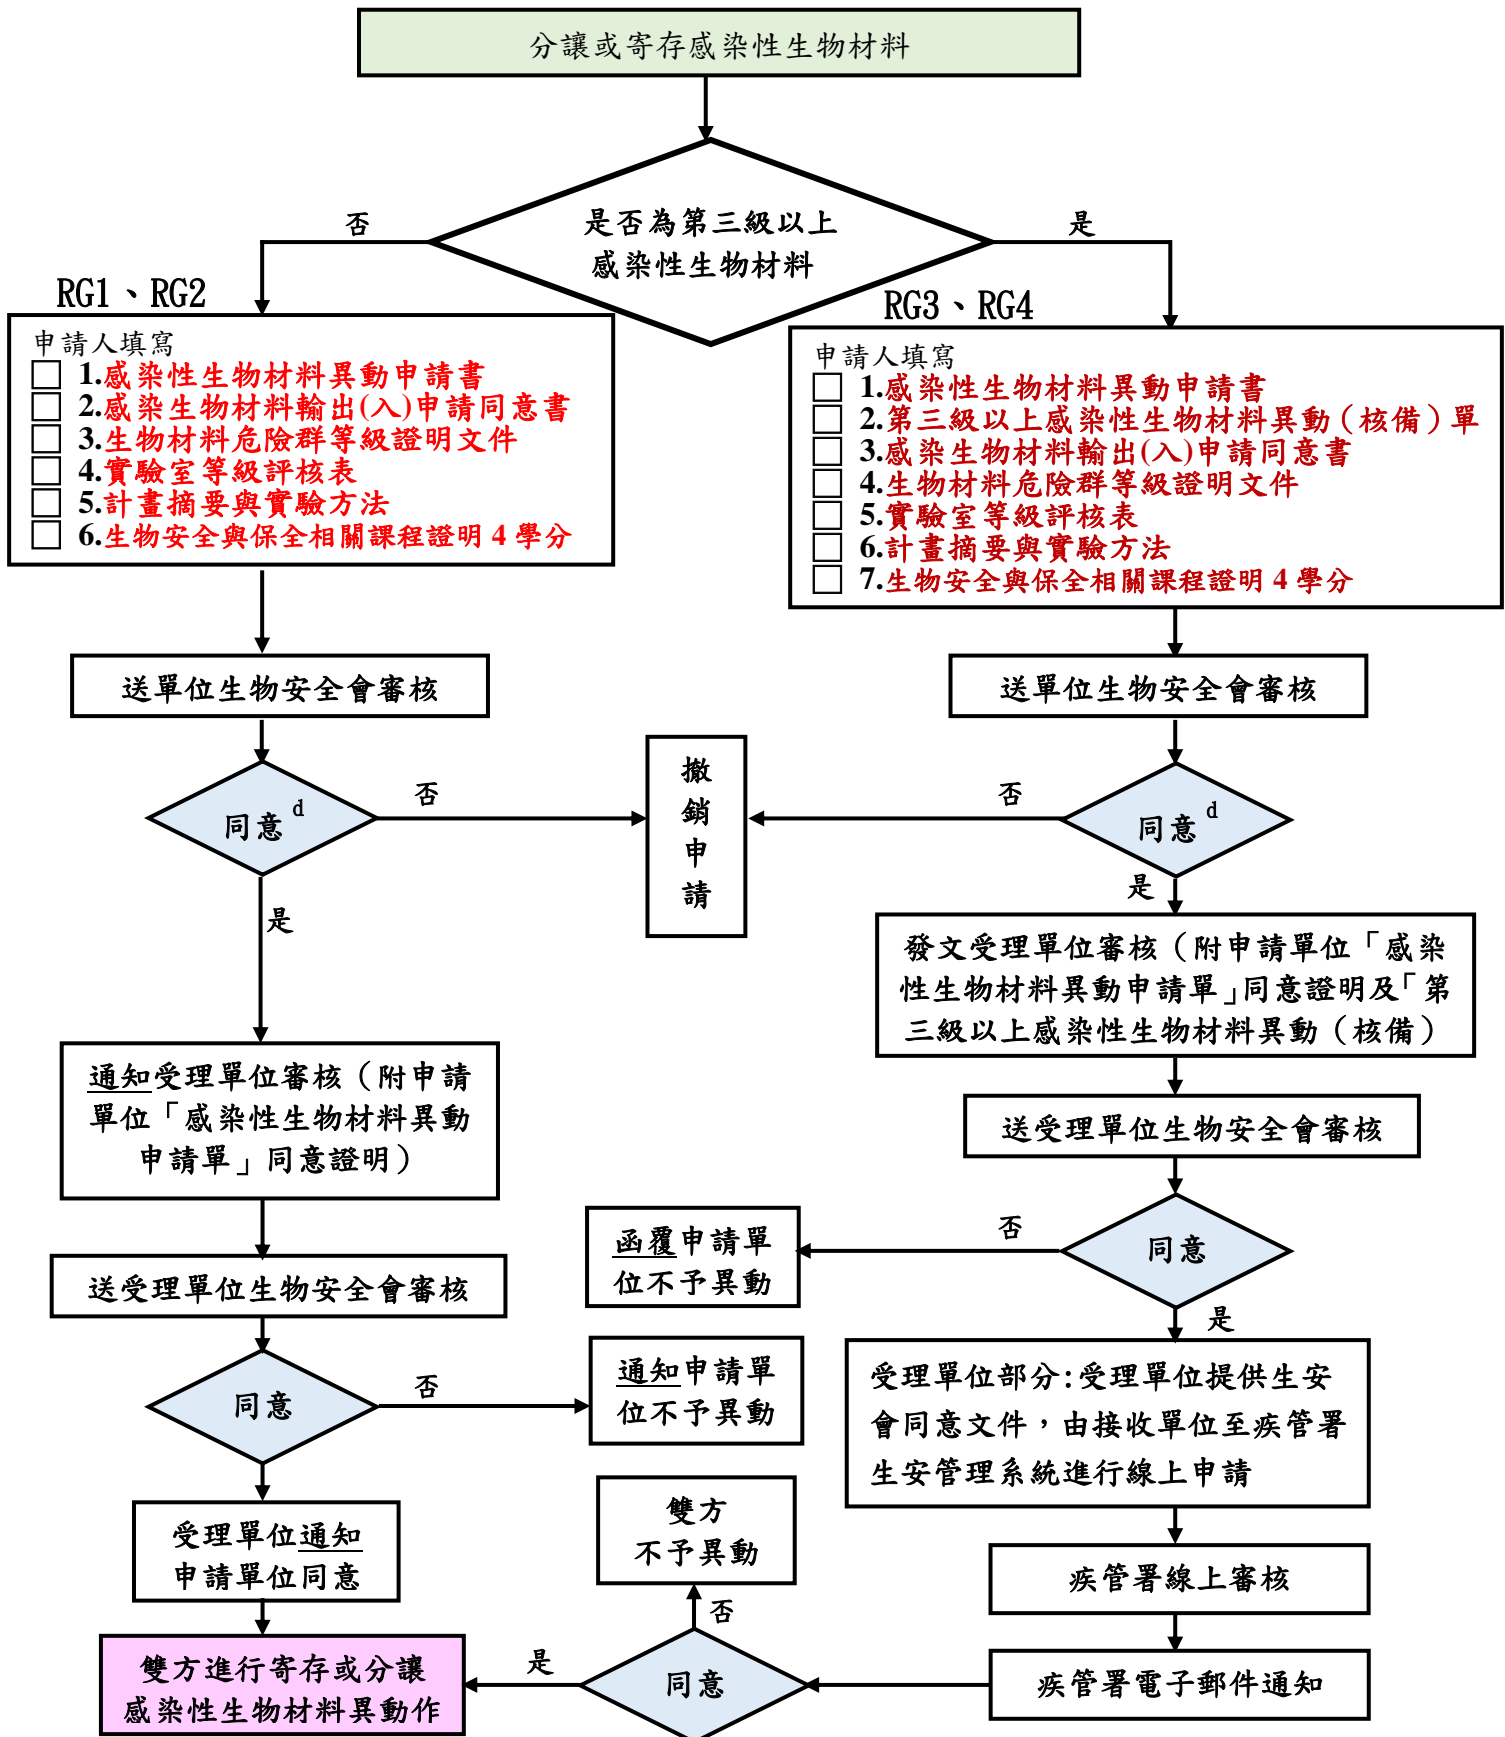 分讓或寄存感染性生物材料
是否為第三級以上
感染性生物材料
否
是
RG1、RG2
申請人填寫
1.感染性生物材料異動申請書
2.感染生物材料輸出(入)申請同意書
3.生物材料危險群等級證明文件
4.實驗室等級評核表
5.計畫摘要與實驗方法
6.生物安全與保全相關課程證明 4 學分
RG3、RG4
申請人填寫
1.感染性生物材料異動申請書
2.第三級以上感染性生物材料異動（核備）單
3.感染生物材料輸出(入)申請同意書
4.生物材料危險群等級證明文件
5.實驗室等級評核表
6.計畫摘要與實驗方法
7.生物安全與保全相關課程證明 4 學分
送單位生物安全會審核
送單位生物安全會審核
同意 d
否
撤
銷
申
請
否
同意 d
是
是
發文受理單位審核（附申請單位「感染
性生物材料異動申請單」同意證明及「第
三級以上感染性生物材料異動（核備）
通知受理單位審核（附申請
單位「感染性生物材料異動
申請單」同意證明）
送受理單位生物安全會審核
送受理單位生物安全會審核
函覆申請單
位不予異動
否
同意
是
同意
否
通知申請單
位不予異動
受理單位部分:受理單位提供生安
會同意文件，由接收單位至疾管署
生安管理系統進行線上申請
受理單位通知
申請單位同意
雙方
不予異動
疾管署線上審核
否
雙方進行寄存或分讓
感染性生物材料異動作
是
同意
疾管署電子郵件通知